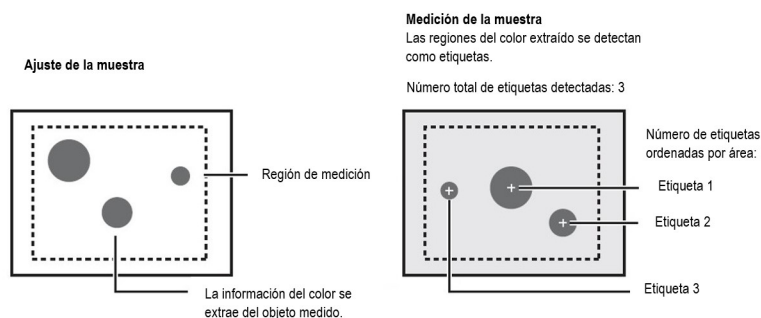 Ajuste de la muestra
Región de medición
La información del color se
extrae del objeto medido.
Medición de la muestra
Las regiones del color extraído se detectan
como etiquetas.
Número total de etiquetas detectadas: 3
Número de etiquetas
ordenadas por área:
Etiqueta 1
Etiqueta 2
Etiqueta 3